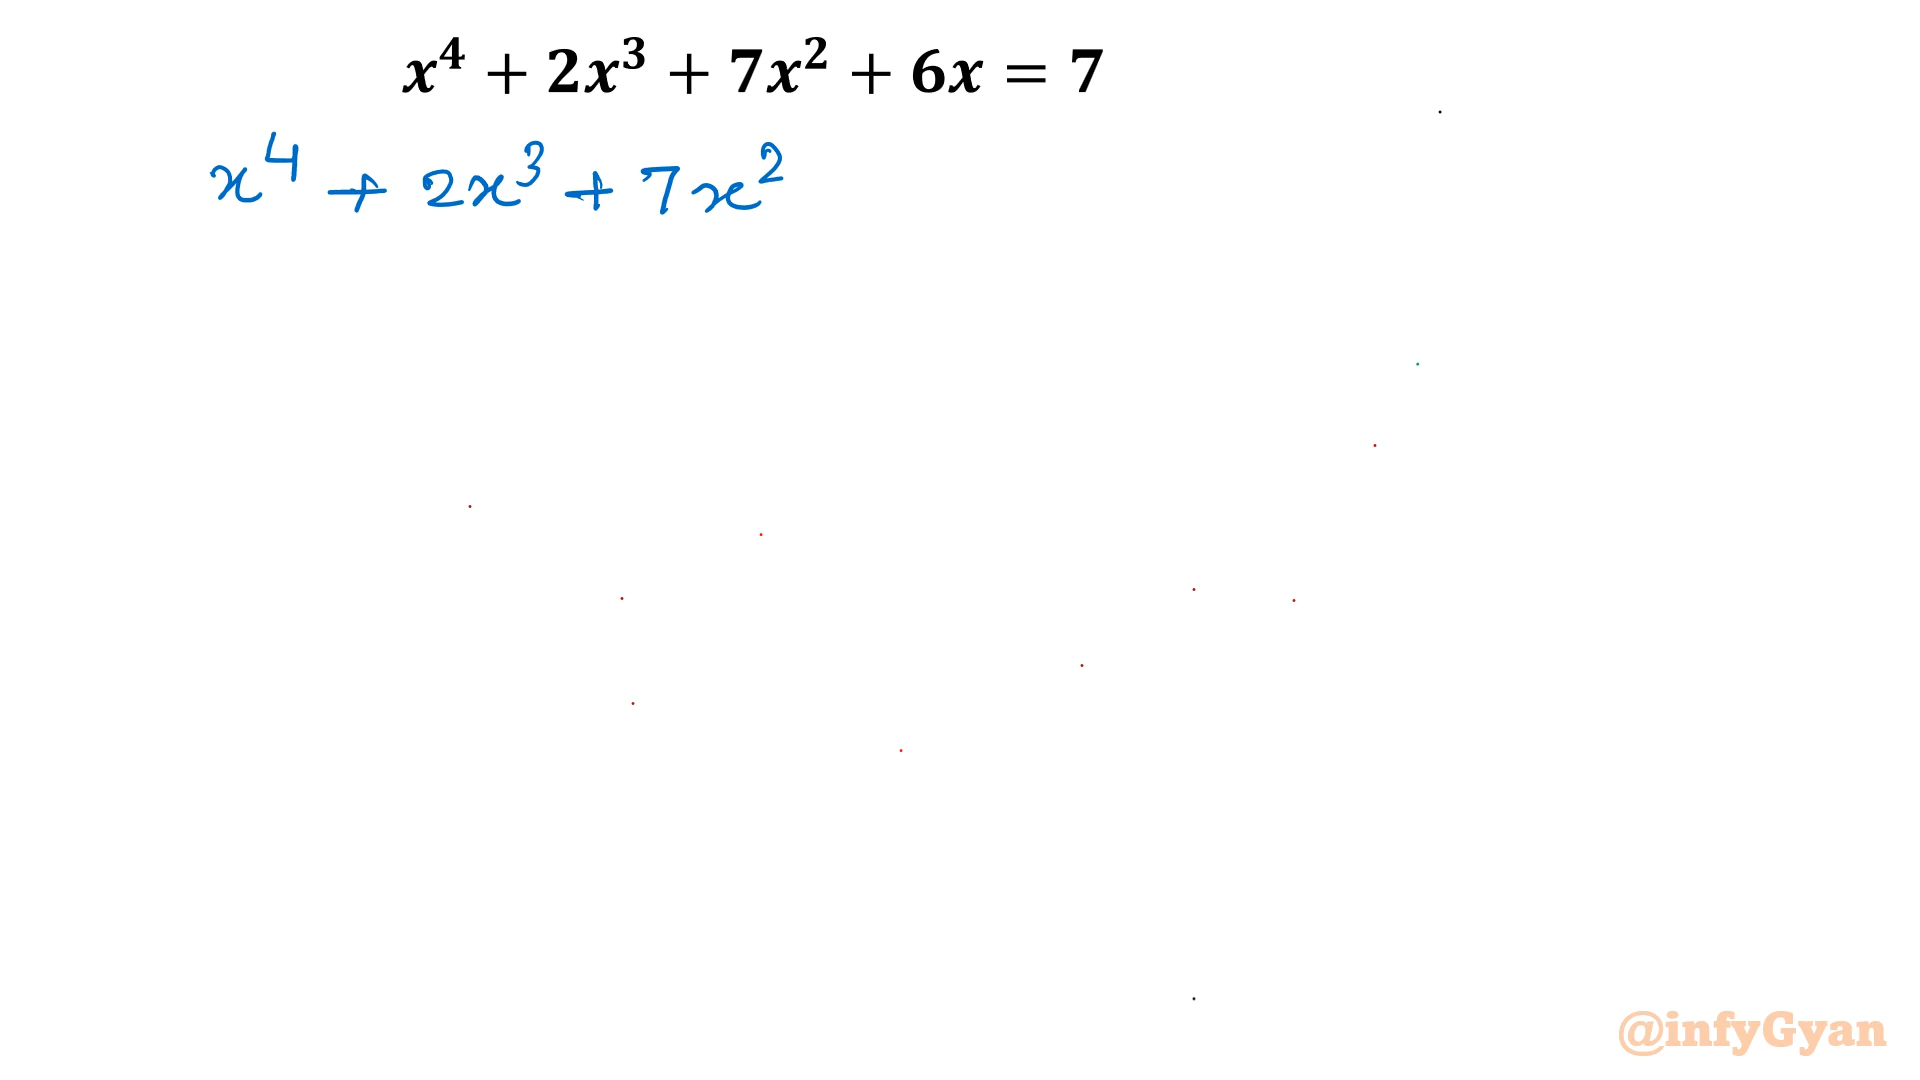 x⁴ + 2x³ + 7x² + 6x = 7
x⁴ + 2x³ + 7x²
@infyGyan